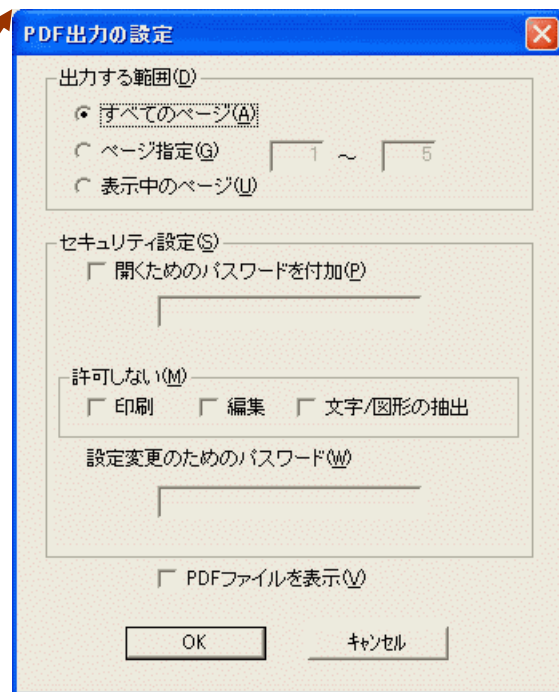 PDF出力の設定
出力する範囲(D)
すべてのページ(A)
ページ指定(G) 1 ～ 5
表示中のページ(U)
セキュリティ設定(S)
開くためのパスワードを付加(P)
許可しない(M)
印刷 編集 文字/図形の抽出
設定変更のためのパスワード(W)
PDFファイルを表示(V)
OK キャンセル